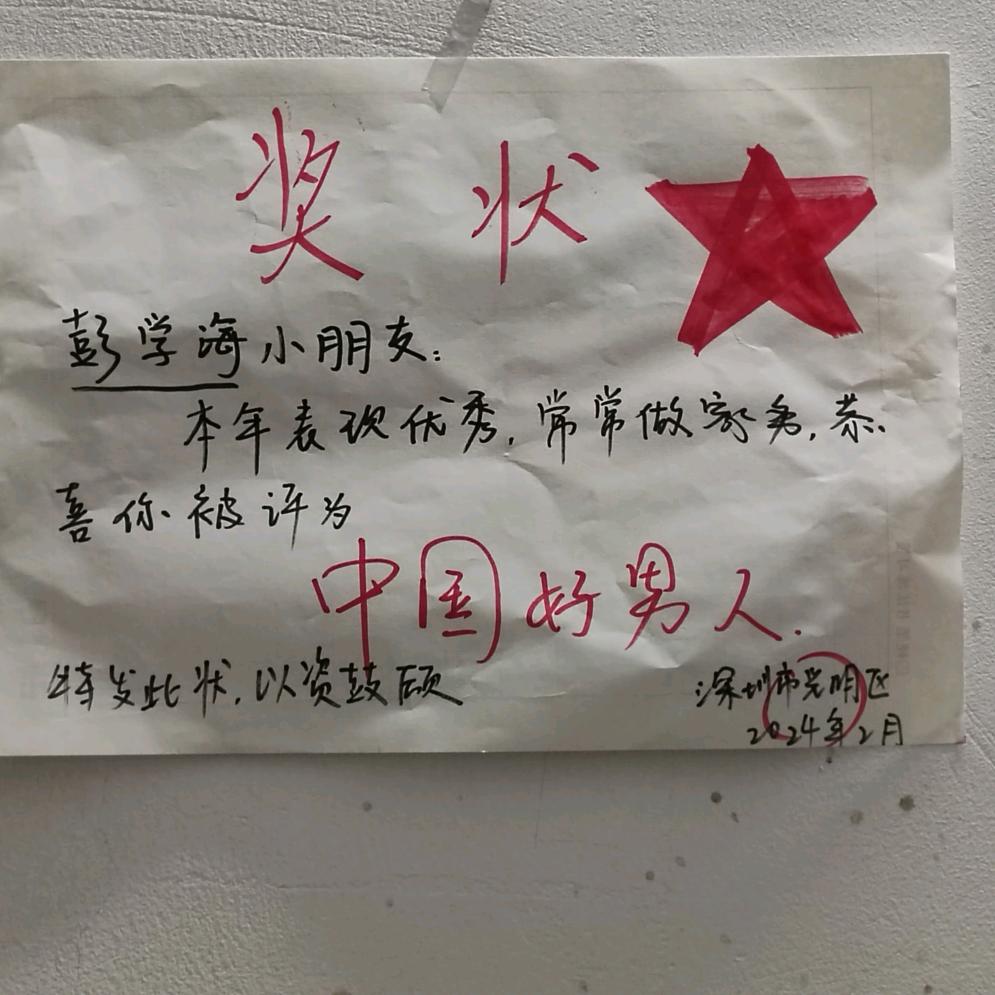 奖状
彭学海小朋友：
本年表现优秀，常常做家务，恭
喜你被评为
中国好男人.
特发此状，以资鼓励
深圳市光明区
2024年2月